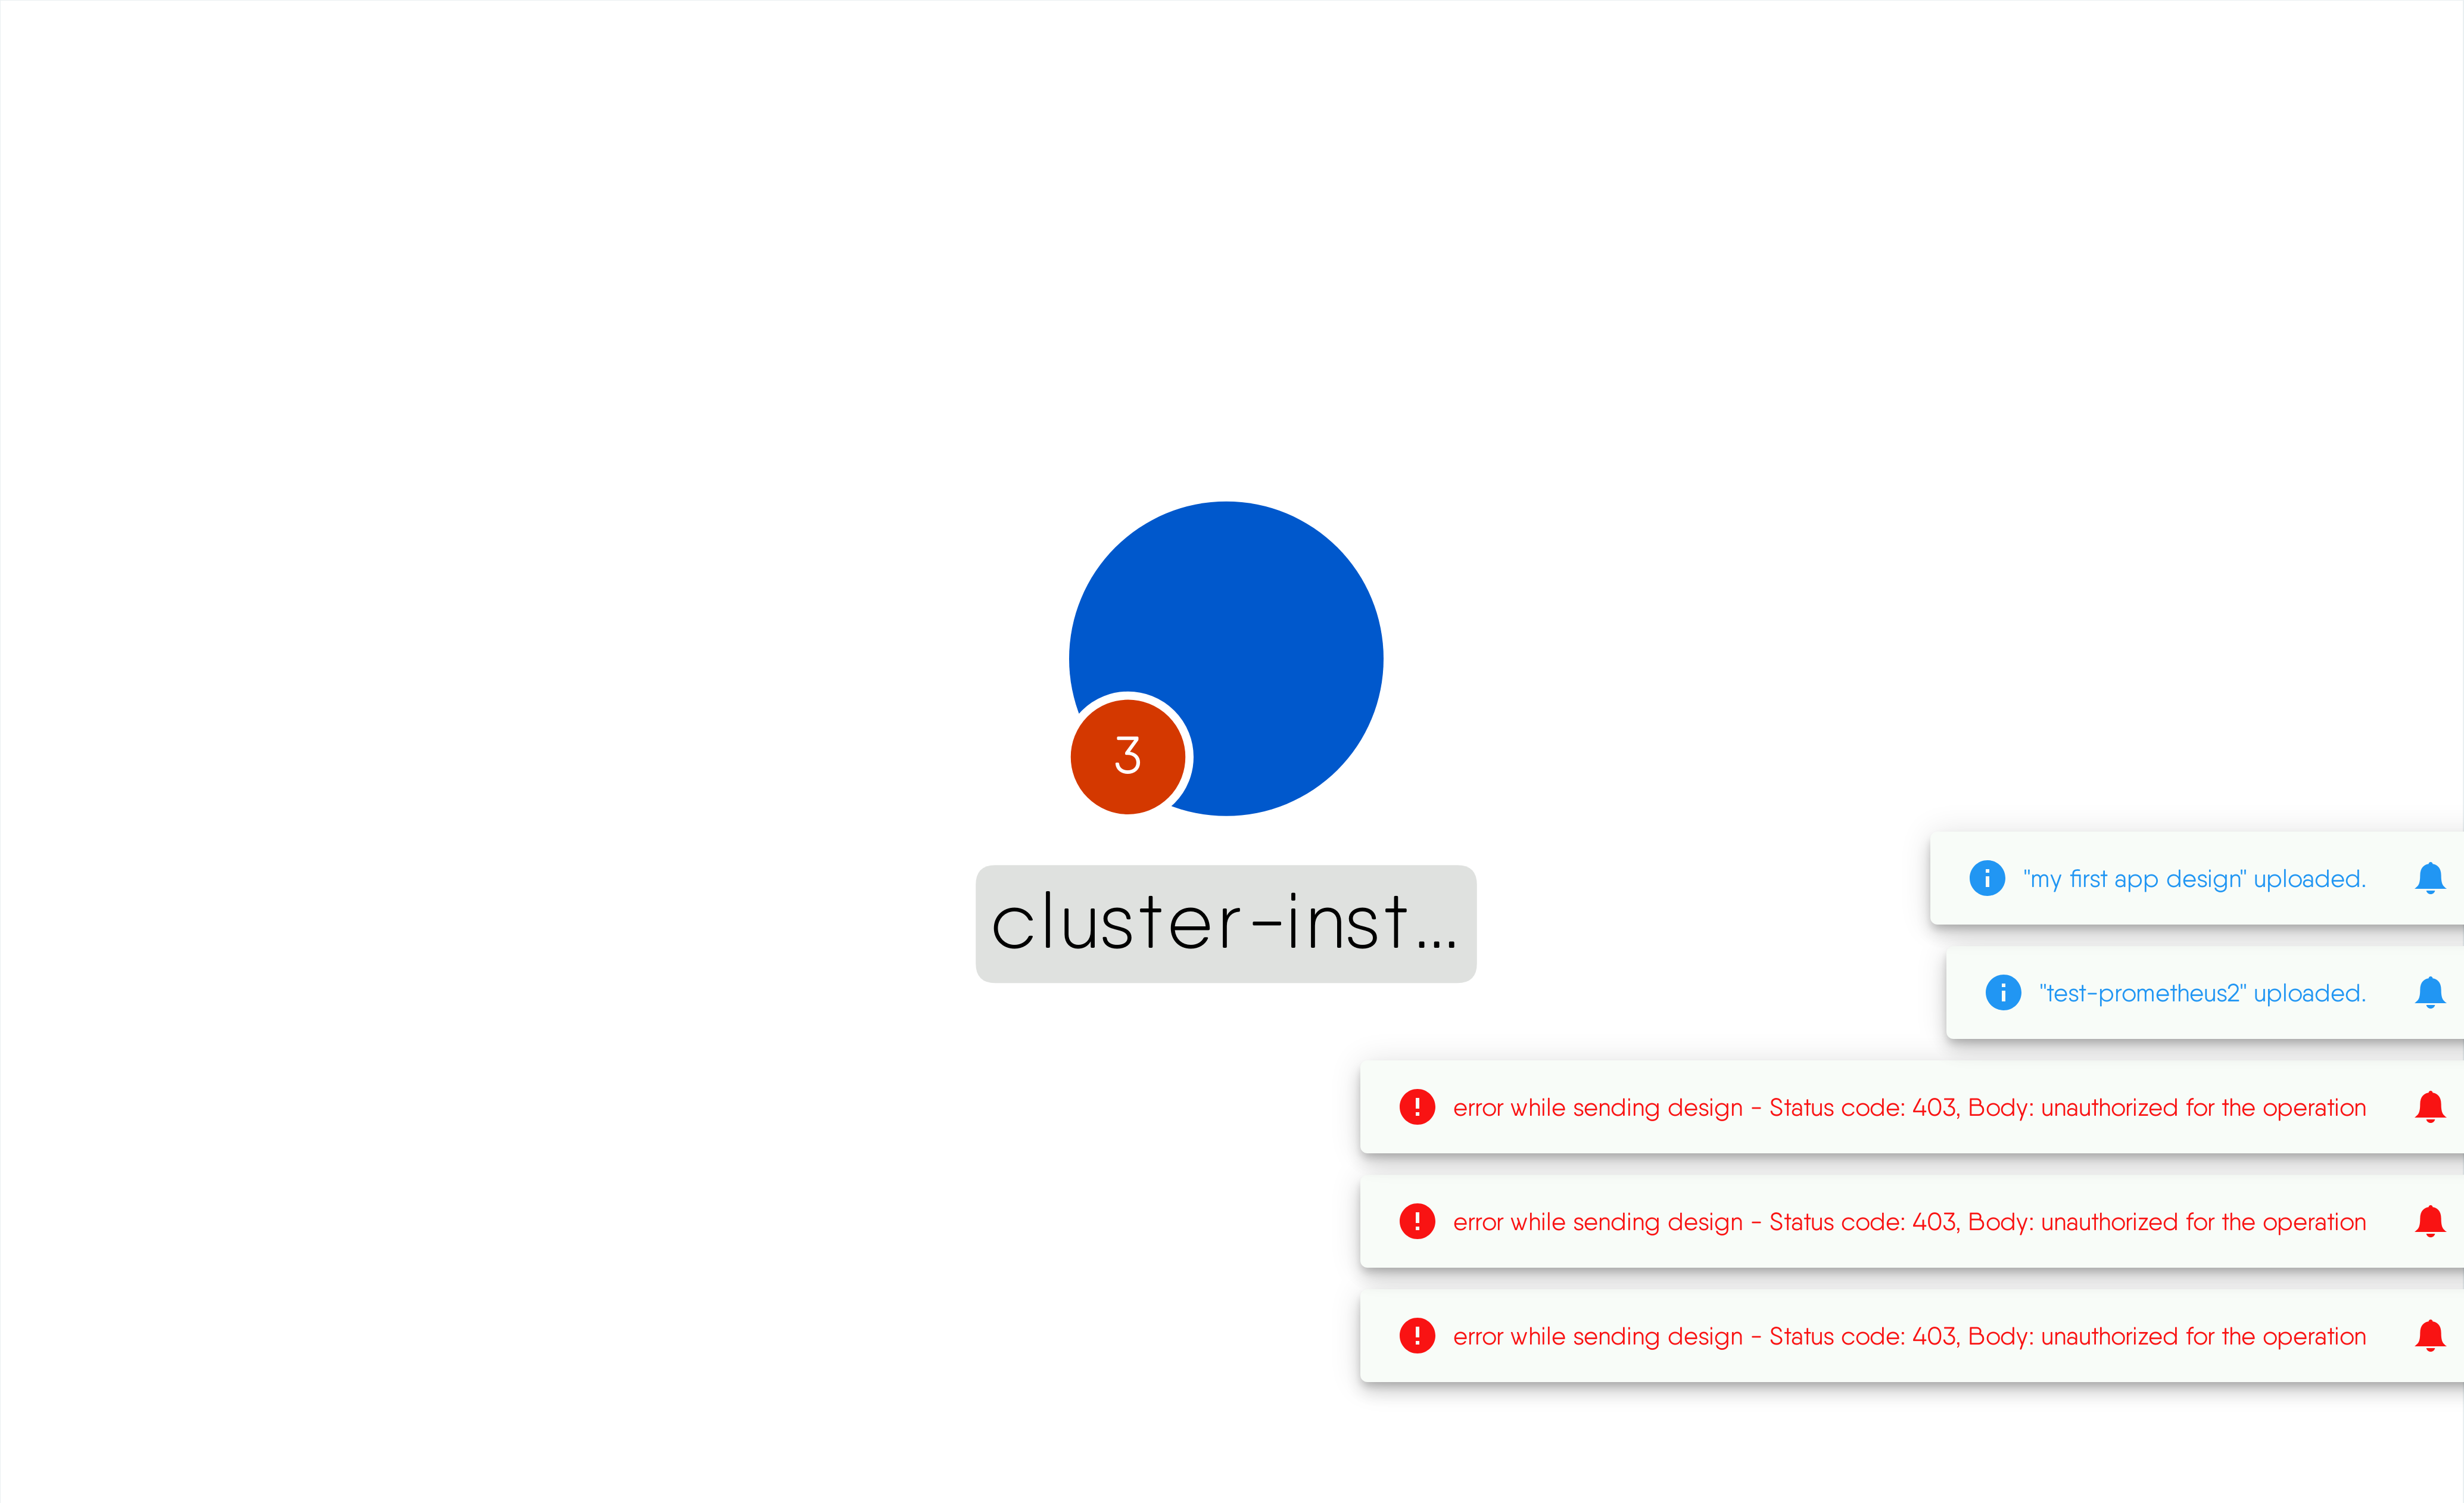 3
cluster-inst...
"my first app design" uploaded.
"test-prometheus2" uploaded.
error while sending design - Status code: 403, Body: unauthorized for the operation
error while sending design - Status code: 403, Body: unauthorized for the operation
error while sending design - Status code: 403, Body: unauthorized for the operation